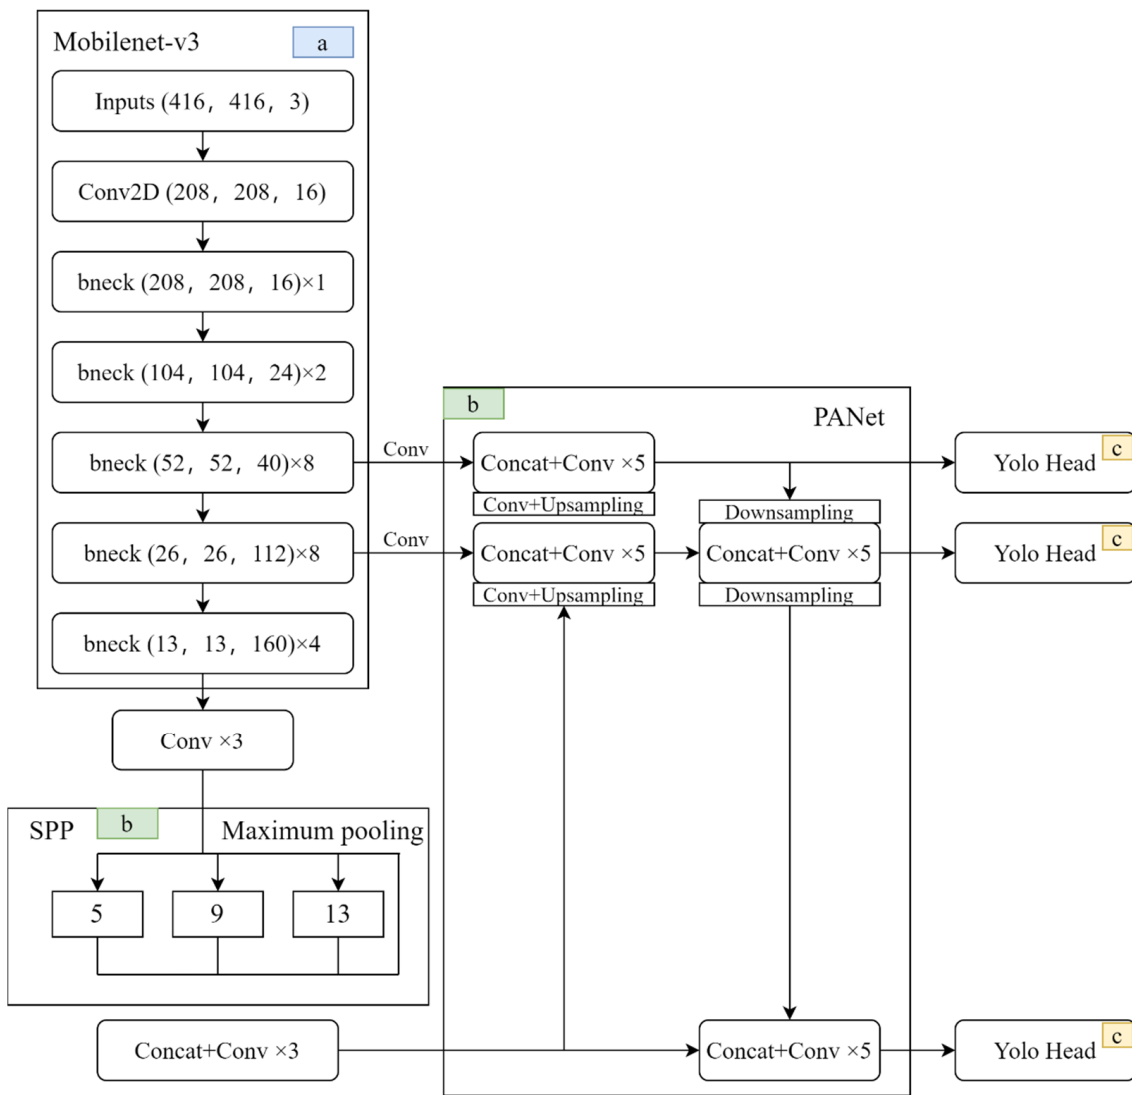 Mobilenet-v3
a
Inputs (416, 416, 3)
Conv2D (208, 208, 16)
bneck (208, 208, 16)×1
bneck (104, 104, 24)×2
bneck (52, 52, 40)×8
bneck (26, 26, 112)×8
bneck (13, 13, 160)×4
Conv ×3
SPP
b
Maximum pooling
5
9
13
Concat+Conv ×3
b
PANet
Conv
Concat+Conv ×5
Conv+Upsampling
Conv
Concat+Conv ×5
Conv+Upsampling
Downsampling
Concat+Conv ×5
Downsampling
Concat+Conv ×5
Yolo Head
c
Yolo Head
c
Yolo Head
c